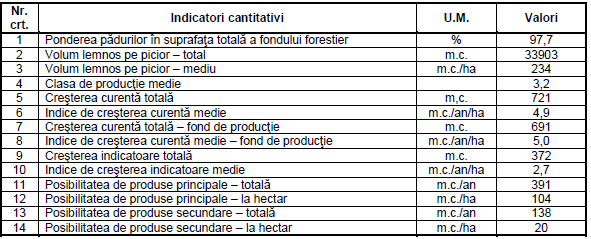 Nr. crt. Indicatori cantitativi U.M. Valori
1 Ponderea pădurilor în suprafaţa totală a fondului forestier % 97,7
2 Volum lemnos pe picior – total m.c. 33903
3 Volum lemnos pe picior – mediu m.c./ha 234
4 Clasa de producţie medie 3,2
5 Creşterea curentă totală m,c. 721
6 Indice de creşterea curentă medie m.c./an/ha 4,9
7 Creşterea curentă totală – fond de producţie m.c. 691
8 Indice de creşterea curentă medie – fond de producţie m.c./an/ha 5,0
9 Creşterea indicatoare totală m.c. 372
10 Indice de creşterea indicatoare medie m.c./an/ha 2,7
11 Posibilitatea de produse principale – totală m.c./an 391
12 Posibilitatea de produse principale – la hectar m.c./ha 104
13 Posibilitatea de produse secundare – totală m.c./an 138
14 Posibilitatea de produse secundare – la hectar m.c./ha 20